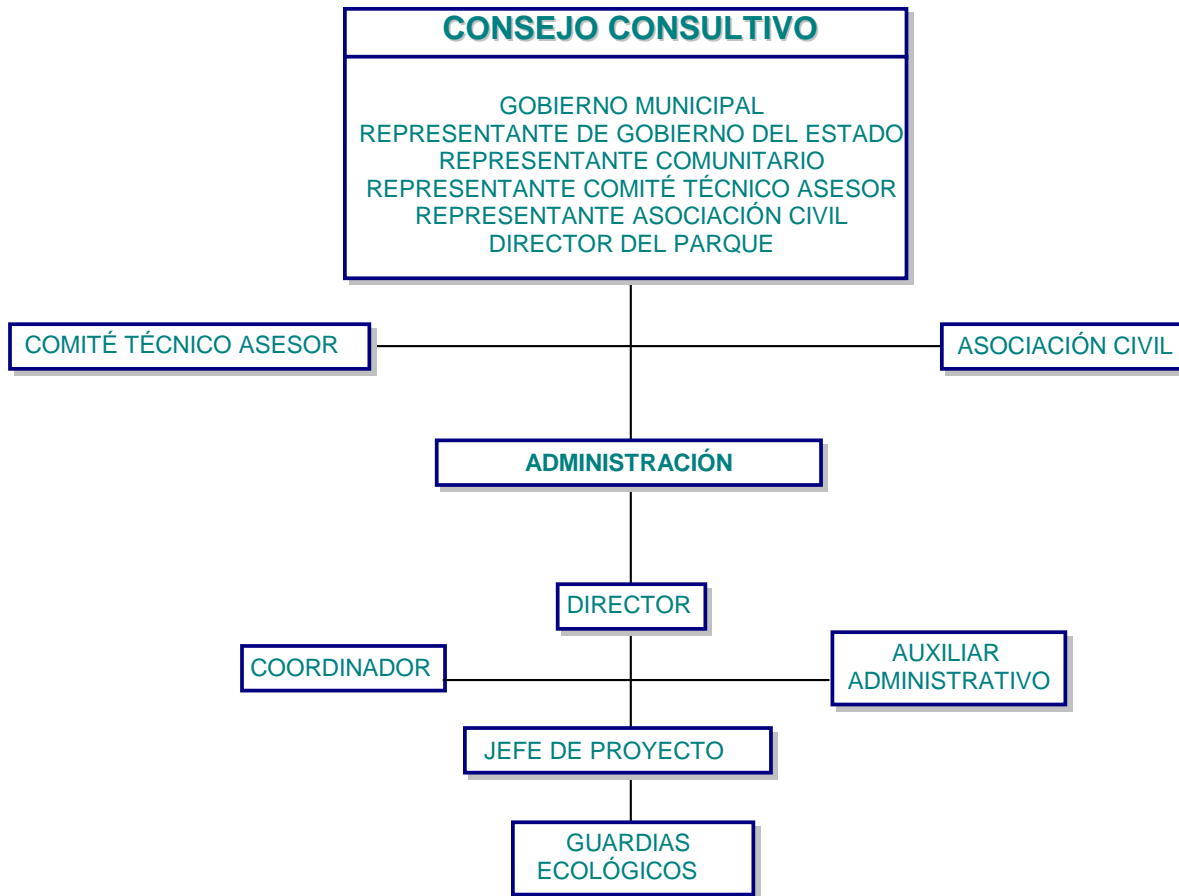 CONSEJO CONSULTIVO
GOBIERNO MUNICIPAL
REPRESENTANTE DE GOBIERNO DEL ESTADO
REPRESENTANTE COMUNITARIO
REPRESENTANTE COMITÉ TÉCNICO ASESOR
REPRESENTANTE ASOCIACIÓN CIVIL
DIRECTOR DEL PARQUE
COMITÉ TÉCNICO ASESOR
ASOCIACIÓN CIVIL
ADMINISTRACIÓN
DIRECTOR
COORDINADOR
AUXILIAR
ADMINISTRATIVO
JEFE DE PROYECTO
GUARDIAS
ECOLÓGICOS